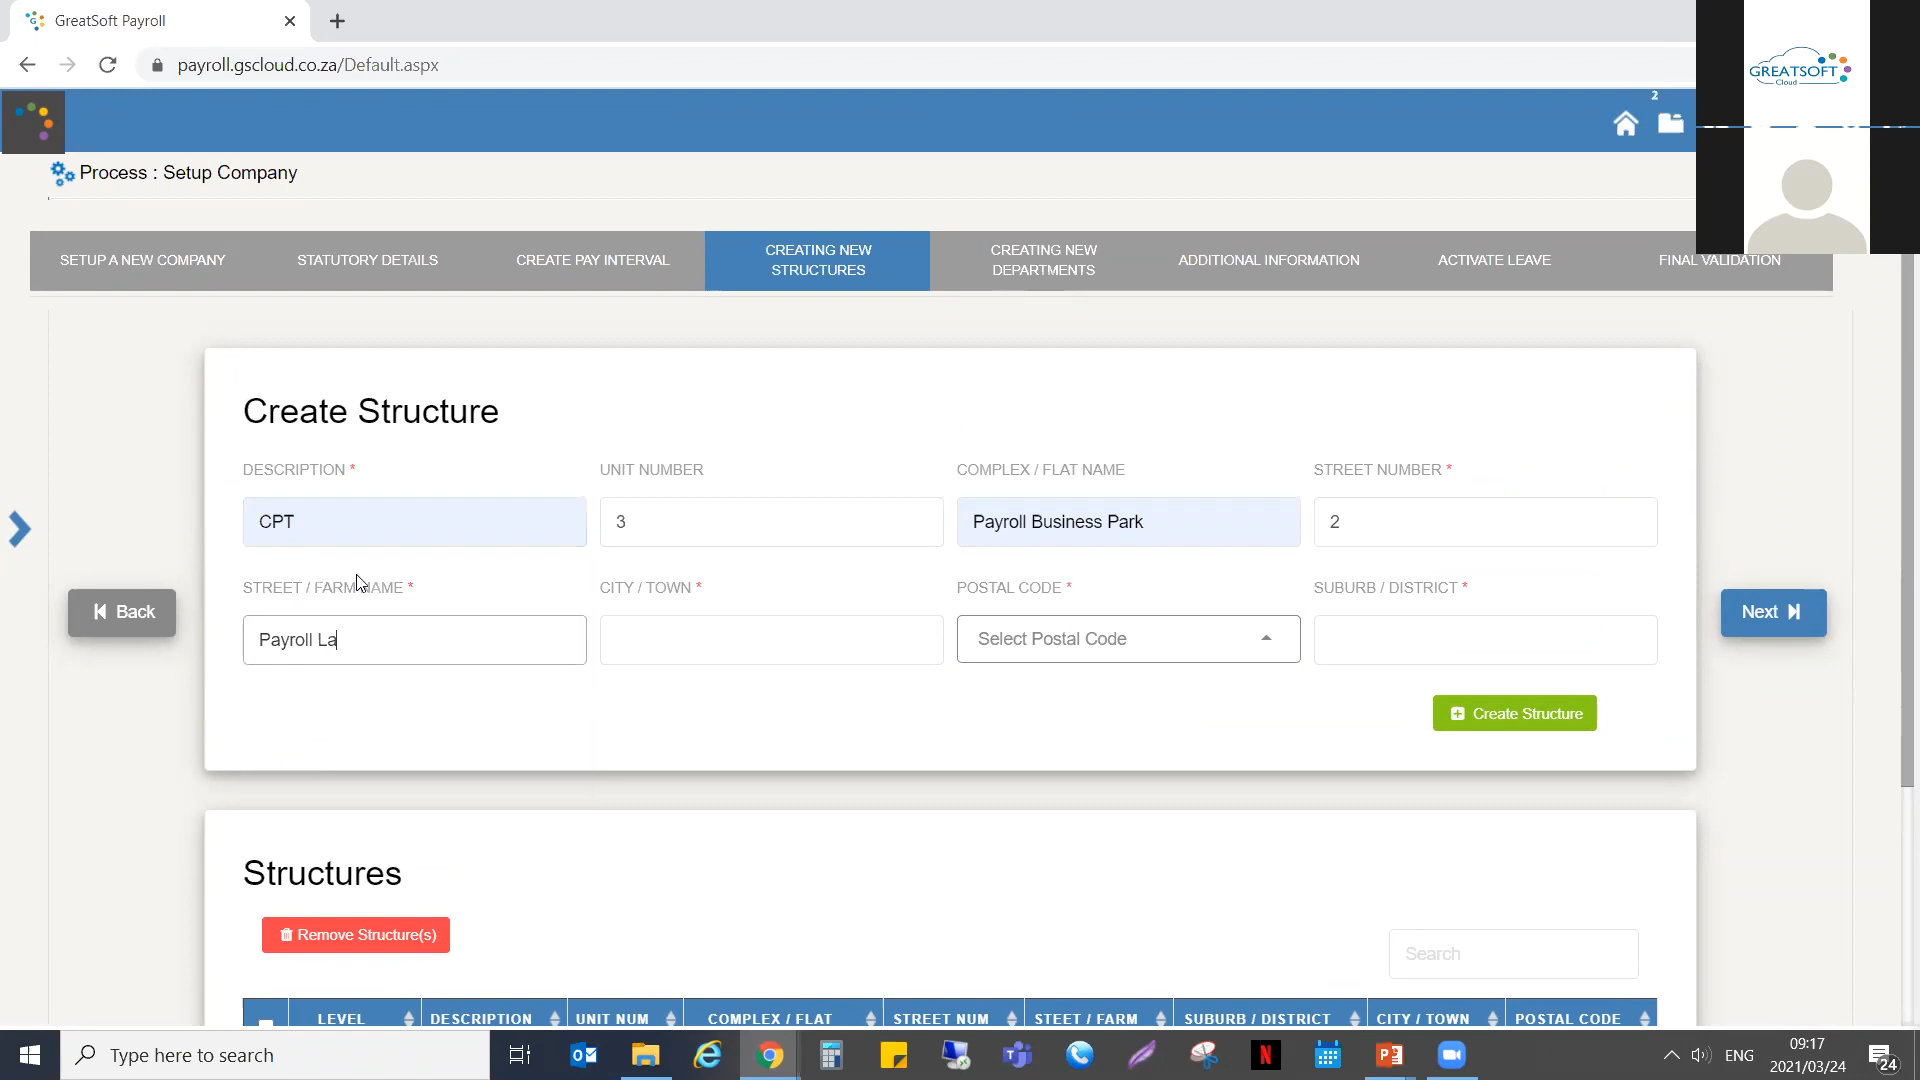 GreatSoft Payroll
payroll.gscloud.co.za/Default.aspx
GREATSOFT
Cloud
2
Process : Setup Company
SETUP A NEW COMPANY
STATUTORY DETAILS
CREATE PAY INTERVAL
CREATING NEW
STRUCTURES
CREATING NEW
DEPARTMENTS
ADDITIONAL INFORMATION
ACTIVATE LEAVE
FINAL VALIDATION
Create Structure
DESCRIPTION *
UNIT NUMBER
COMPLEX / FLAT NAME
STREET NUMBER *
CPT
3
Payroll Business Park
2
STREET / FARM NAME *
CITY / TOWN *
POSTAL CODE *
SUBURB / DISTRICT *
Back
Payroll La
Select Postal Code
Next
Create Structure
Structures
Remove Structure(s)
Search
LEVEL
DESCRIPTION
UNIT NUM
COMPLEX / FLAT
STREET NUM
STEET / FARM
SUBURB / DISTRICT
CITY / TOWN
POSTAL CODE
Type here to search
ENG
09:17
2021/03/24
24